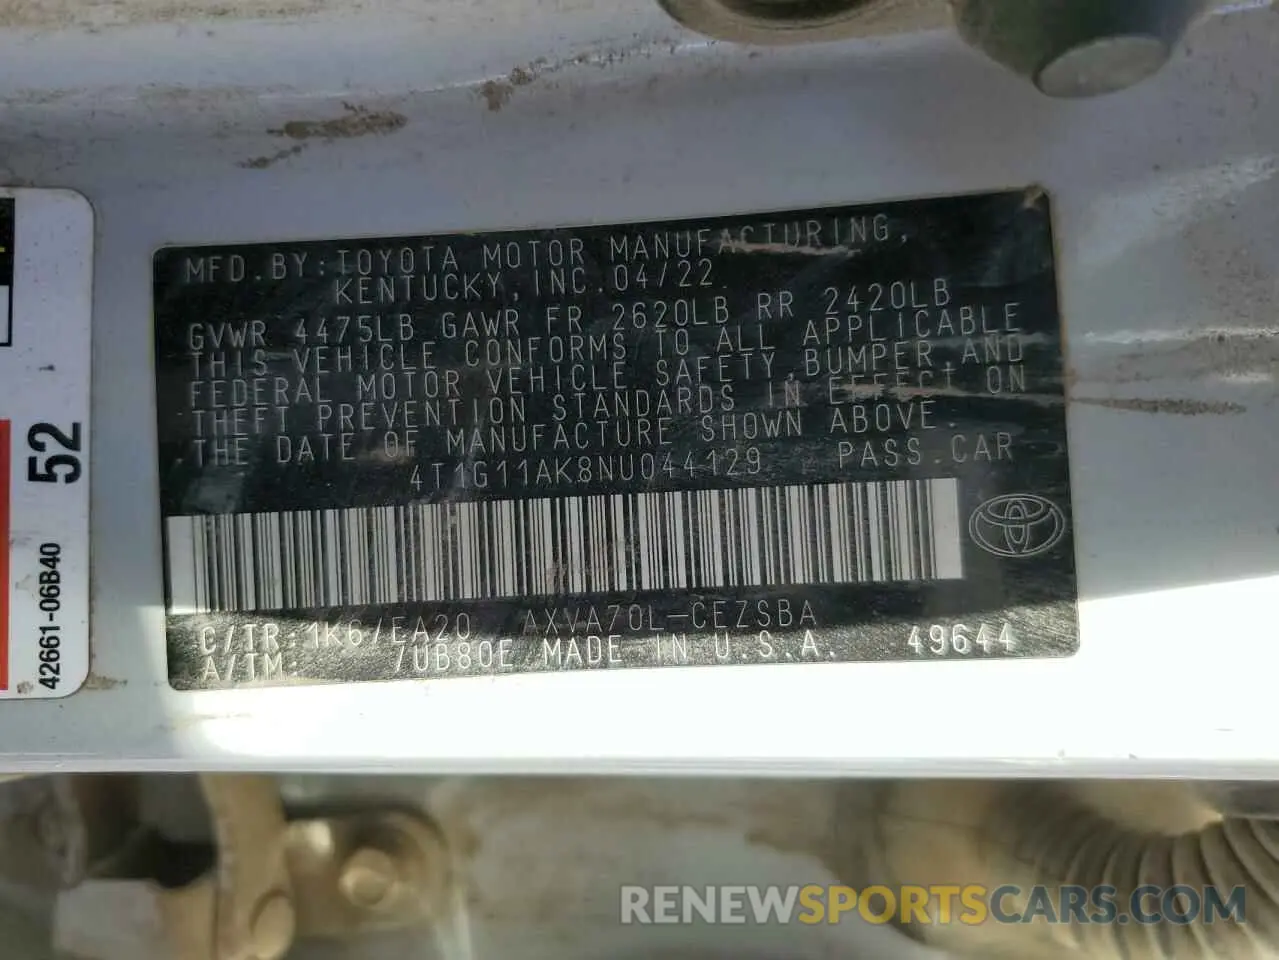 MFD.BY:TOYOTA MOTOR MANUFACTURING,
KENTUCKY,INC.04/22
GVWR 4475LB GAWR FR 2620LB RR 2420LB
THIS VEHICLE CONFORMS TO ALL APPLICABLE
FEDERAL MOTOR VEHICLE SAFETY,BUMPER AND
THEFT PREVENTION STANDARDS IN EFFECT ON
THE DATE OF MANUFACTURE SHOWN ABOVE.
4T1G11AK8NU044129 PASS.CAR
C/TR:1K6/EA20 AXVA70L-CEZSBA
A/TM: /UB80E MADE IN U.S.A. 49644
52
42661-06B40
RENEWSPORTSCARS.COM